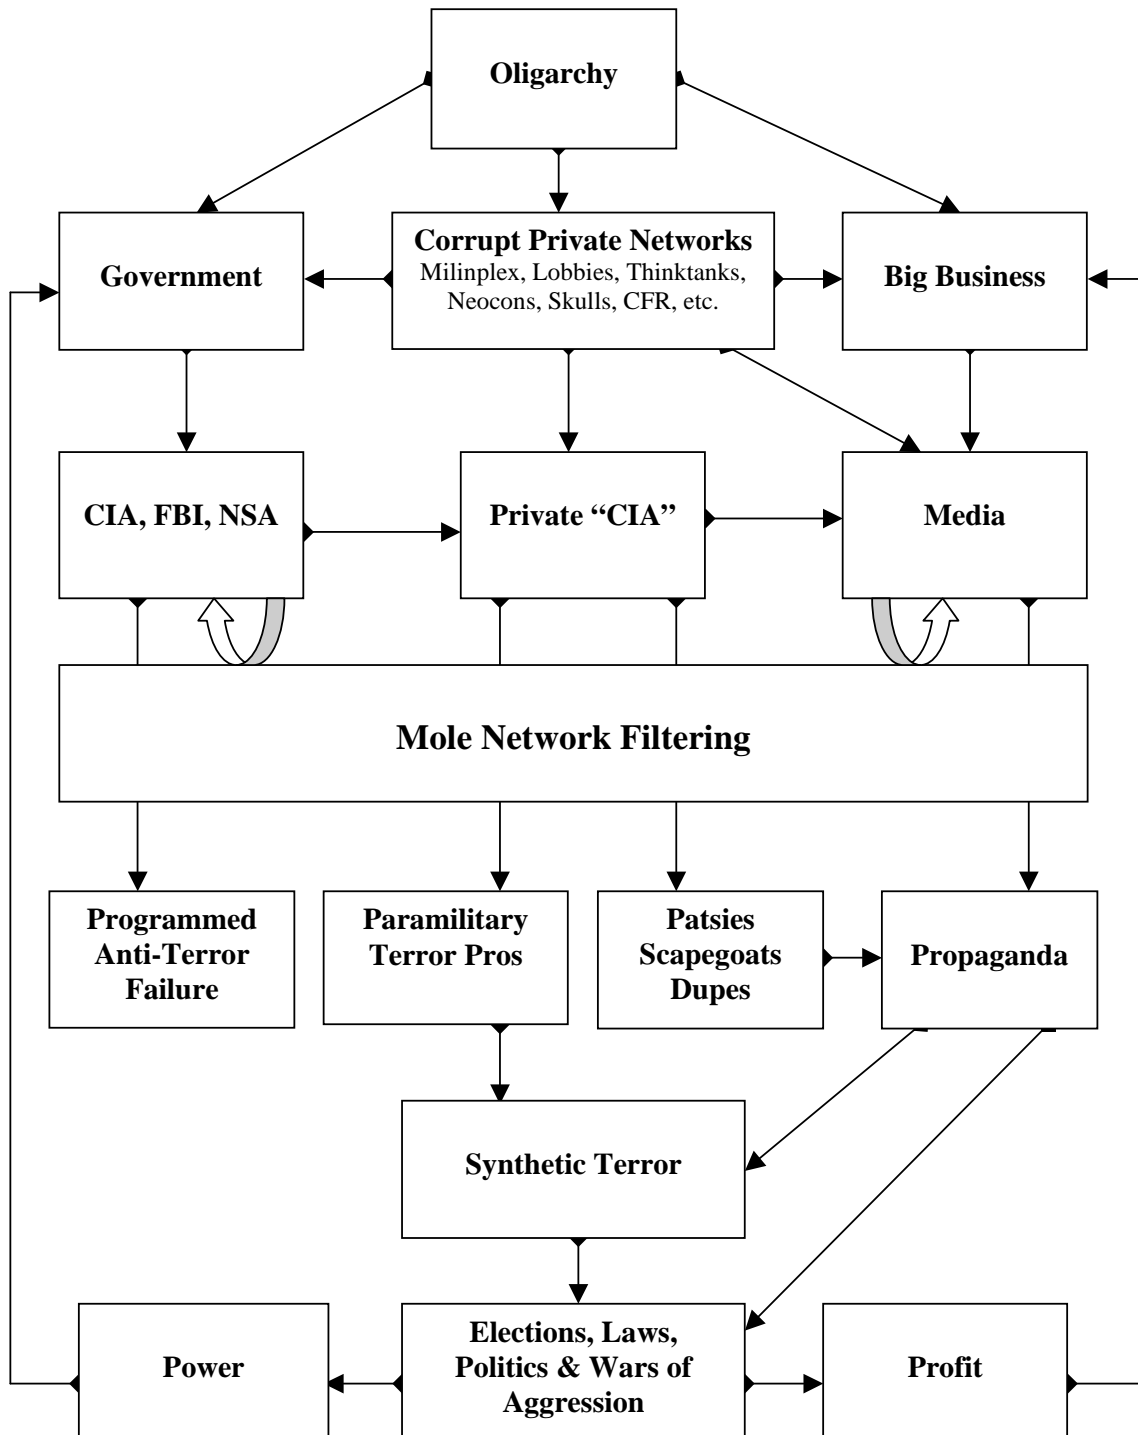 Oligarchy
Government
Corrupt Private Networks
Milinplex, Lobbies, Thinktanks,
Neocons, Skulls, CFR, etc.
Big Business
CIA, FBI, NSA
Private “CIA”
Media
Mole Network Filtering
Programmed
Anti-Terror
Failure
Paramilitary
Terror Pros
Patsies
Scapegoats
Dupes
Propaganda
Synthetic Terror
Power
Elections, Laws,
Politics & Wars of
Aggression
Profit